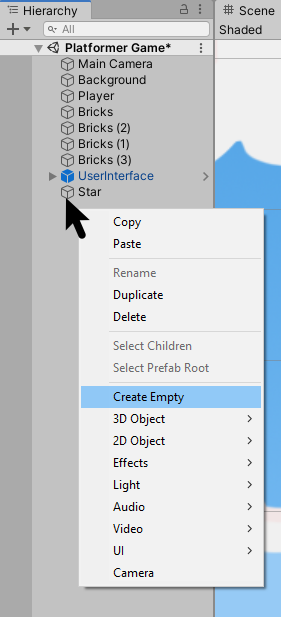 Hierarchy
Scene
All
Shaded
Platformer Game*
Main Camera
Background
Player
Bricks
Bricks (2)
Bricks (1)
Bricks (3)
UserInterface
Star
Copy
Paste
Rename
Duplicate
Delete
Select Children
Select Prefab Root
Create Empty
3D Object
2D Object
Effects
Light
Audio
Video
UI
Camera